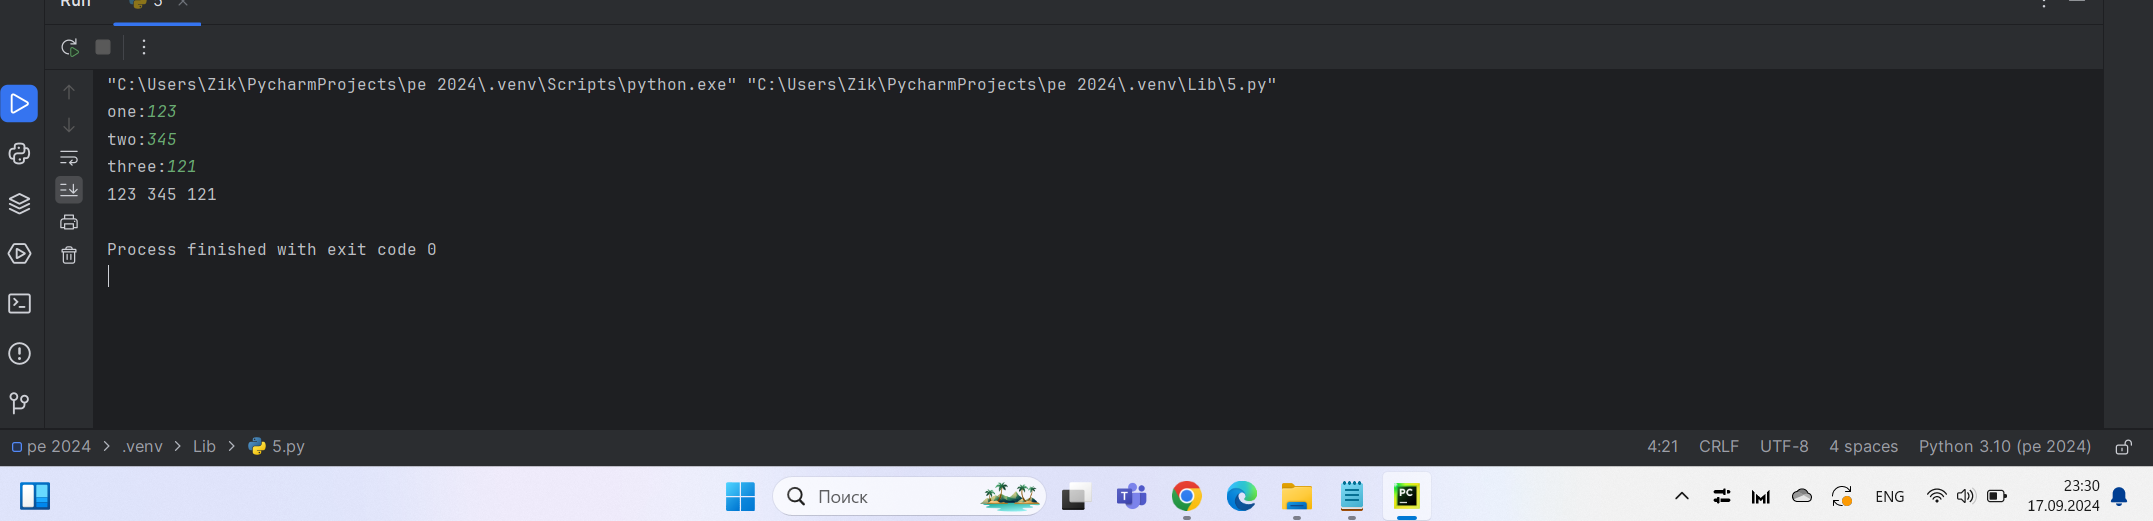 Run 5
"C:\Users\Zik\PycharmProjects\pe 2024\.venv\Scripts\python.exe" "C:\Users\Zik\PycharmProjects\pe 2024\.venv\Lib\5.py"
one:123
two:345
three:121
123 345 121
Process finished with exit code 0
pe 2024 > .venv > Lib > 5.py 4:21 CRLF UTF-8 4 spaces Python 3.10 (pe 2024)
Поиск
ENG
23:30
17.09.2024